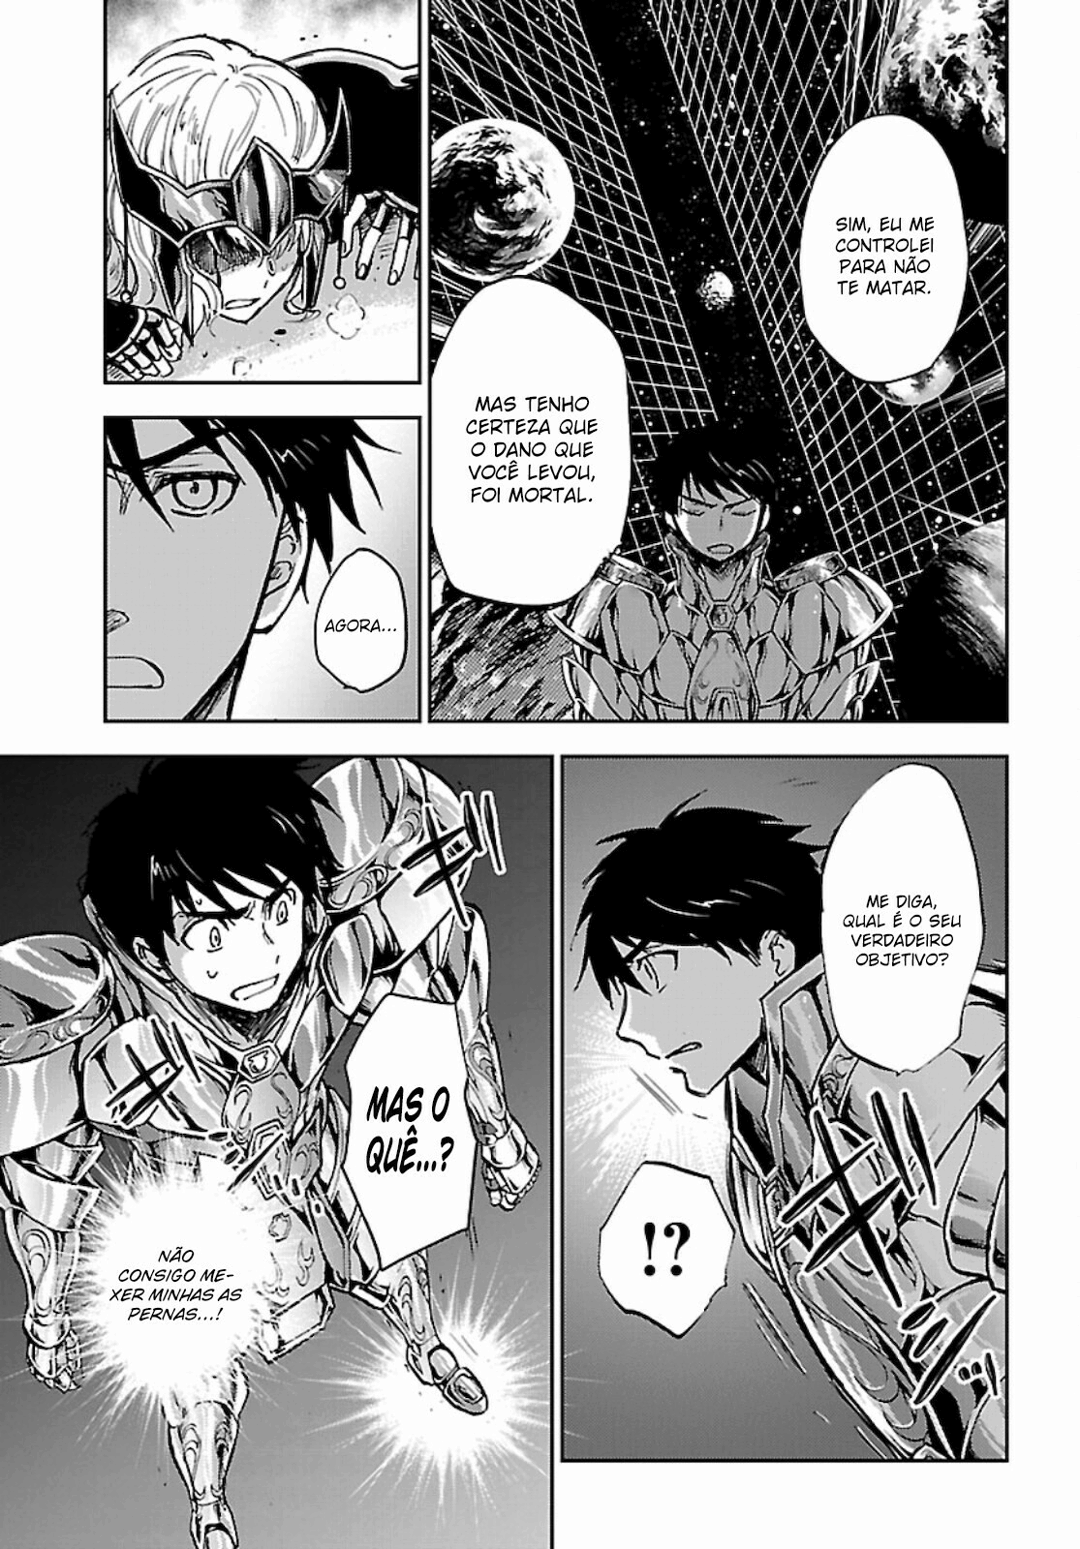 SIM, EU ME
CONTROLEI
PARA NÃO
TE MATAR.
MAS TENHO
CERTEZA QUE
O DANO QUE
VOCÊ LEVOU,
FOI MORTAL.
AGORA...
ME DIGA,
QUAL É O SEU
VERDADEIRO
OBJETIVO?
!?
MAS O
QUÊ...?
NÃO
CONSIGO ME-
XER MINHAS AS
PERNAS...!